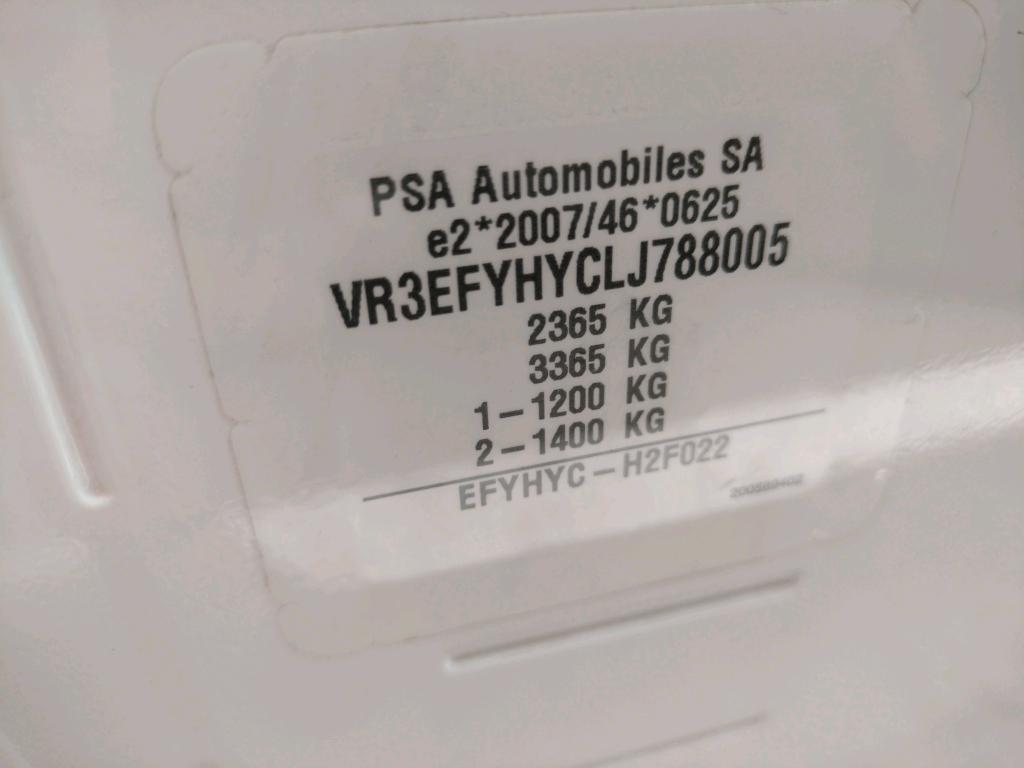 PSA Automobiles SA
e2*2007/46*0625
VR3EFYHYCLJ788005
2365 KG
3365 KG
1-1200 KG
2-1400 KG
EFYHYC-H2F022